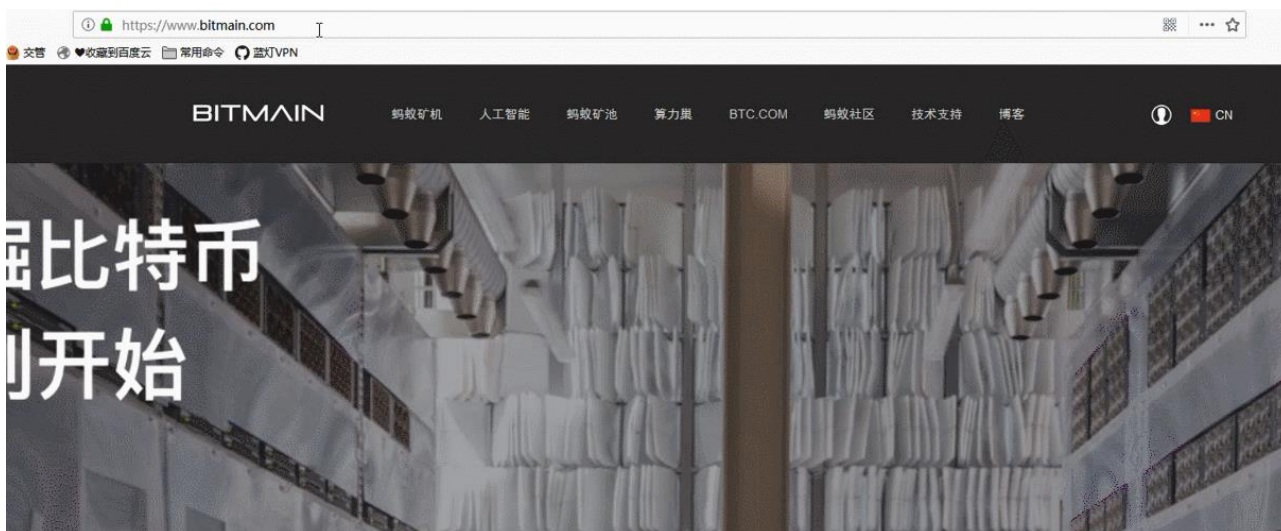 https://www.bitmain.com
交管 ♥收藏到百度云 常用命令 蓝灯VPN
BITMAIN 蚂蚁矿机 人工智能 蚂蚁矿池 算力巢 BTC.COM 蚂蚁社区 技术支持 博客 CN
掘比特币
刻开始